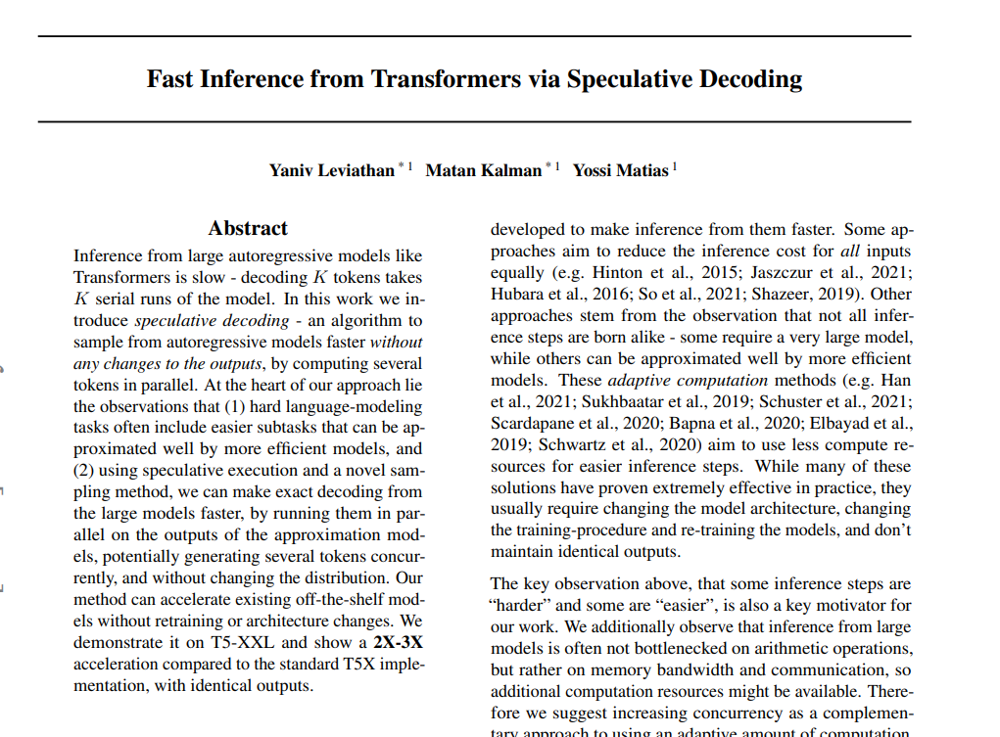 Fast Inference from Transformers via Speculative Decoding
Yaniv Leviathan * 1 Matan Kalman * 1 Yossi Matias 1
Abstract
Inference from large autoregressive models like
Transformers is slow - decoding K tokens takes
K serial runs of the model. In this work we in-
troduce speculative decoding - an algorithm to
sample from autoregressive models faster without
any changes to the outputs, by computing several
tokens in parallel. At the heart of our approach lie
the observations that (1) hard language-modeling
tasks often include easier subtasks that can be ap-
proximated well by more efficient models, and
(2) using speculative execution and a novel sam-
pling method, we can make exact decoding from
the large models faster, by running them in par-
allel on the outputs of the approximation mod-
els, potentially generating several tokens concur-
rently, and without changing the distribution. Our
method can accelerate existing off-the-shelf mod-
els without retraining or architecture changes. We
demonstrate it on T5-XXL and show a 2X-3X
acceleration compared to the standard T5X imple-
mentation, with identical outputs.
developed to make inference from them faster. Some ap-
proaches aim to reduce the inference cost for all inputs
equally (e.g. Hinton et al., 2015; Jaszczur et al., 2021;
Hubara et al., 2016; So et al., 2021; Shazeer, 2019). Other
approaches stem from the observation that not all infer-
ence steps are born alike - some require a very large model,
while others can be approximated well by more efficient
models. These adaptive computation methods (e.g. Han
et al., 2021; Sukhbaatar et al., 2019; Schuster et al., 2021;
Scardapane et al., 2020; Bapna et al., 2020; Elbayad et al.,
2019; Schwartz et al., 2020) aim to use less compute re-
sources for easier inference steps. While many of these
solutions have proven extremely effective in practice, they
usually require changing the model architecture, changing
the training-procedure and re-training the models, and don't
maintain identical outputs.
The key observation above, that some inference steps are
“harder” and some are “easier”, is also a key motivator for
our work. We additionally observe that inference from large
models is often not bottlenecked on arithmetic operations,
but rather on memory bandwidth and communication, so
additional computation resources might be available. There-
fore we suggest increasing concurrency as a complemen-
tary approach to using an adaptive amount of computation.